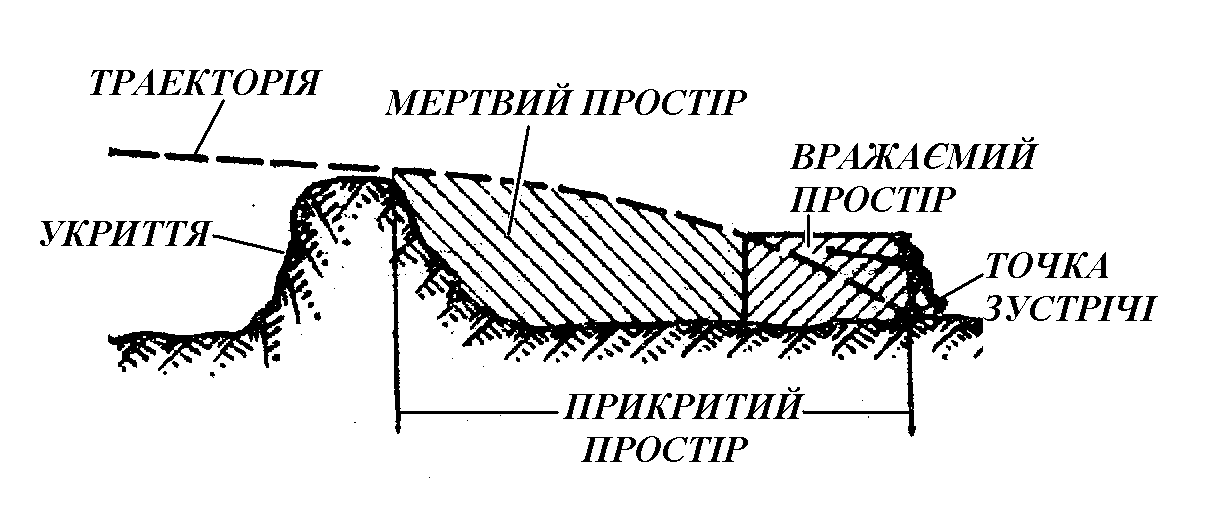 ТРАЕКТОРІЯ
МЕРТВИЙ ПРОСТІР
ВРАЖАЄМИЙ
ПРОСТІР
УКРИТТЯ
ТОЧКА
ЗУСТРІЧІ
ПРИКРИТИЙ
ПРОСТІР